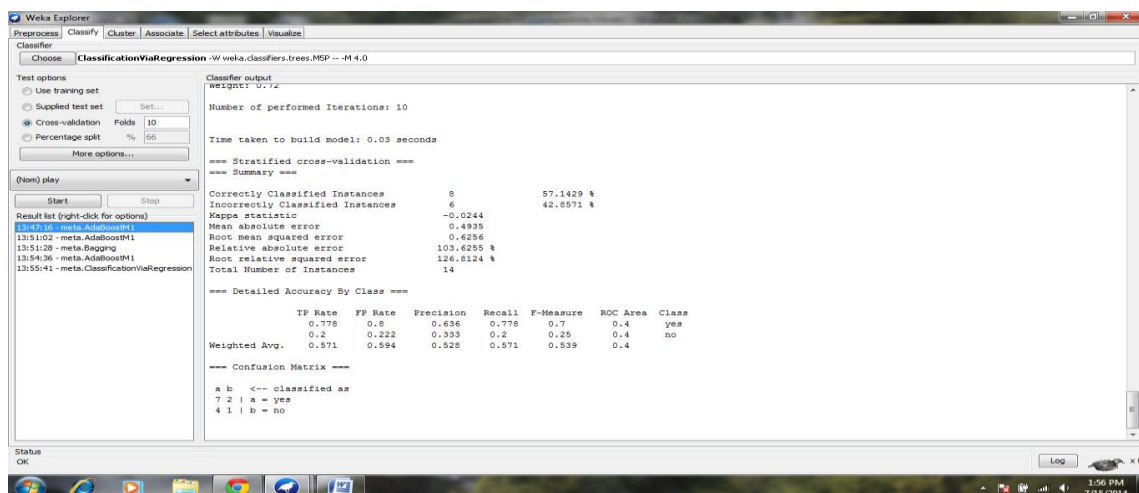 Weka Explorer
Preprocess Classify Cluster Associate Select attributes Visualize
Classifier
Choose ClassificationViaRegression -W weka.classifiers.trees.M5P -- -M 4.0
Test options
Use training set
Supplied test set Set...
Cross-validation Folds 10
Percentage split % 66
More options...
(Nom) play
Start Stop
Result list (right-click for options)
13:47:16 - meta.AdaBoostM1
13:51:02 - meta.AdaBoostM1
13:51:28 - meta.Bagging
13:54:36 - meta.AdaBoostM1
13:55:41 - meta.ClassificationViaRegression
Classifier output
Weight: 0.72
Number of performed Iterations: 10
Time taken to build model: 0.03 seconds
=== Stratified cross-validation ===
=== Summary ===
Correctly Classified Instances 8 57.1429 %
Incorrectly Classified Instances 6 42.8571 %
Kappa statistic -0.0244
Mean absolute error 0.4935
Root mean squared error 0.6256
Relative absolute error 103.6255 %
Root relative squared error 126.8124 %
Total Number of Instances 14
=== Detailed Accuracy By Class ===
TP Rate FP Rate Precision Recall F-Measure ROC Area Class
0.778 0.8 0.636 0.778 0.7 0.4 yes
0.2 0.222 0.333 0.2 0.25 0.4 no
Weighted Avg. 0.571 0.594 0.528 0.571 0.539 0.4
=== Confusion Matrix ===
a b <-- classified as
7 2 | a = yes
4 1 | b = no
Status
OK
Log
x
1:56 PM
7/15/2014